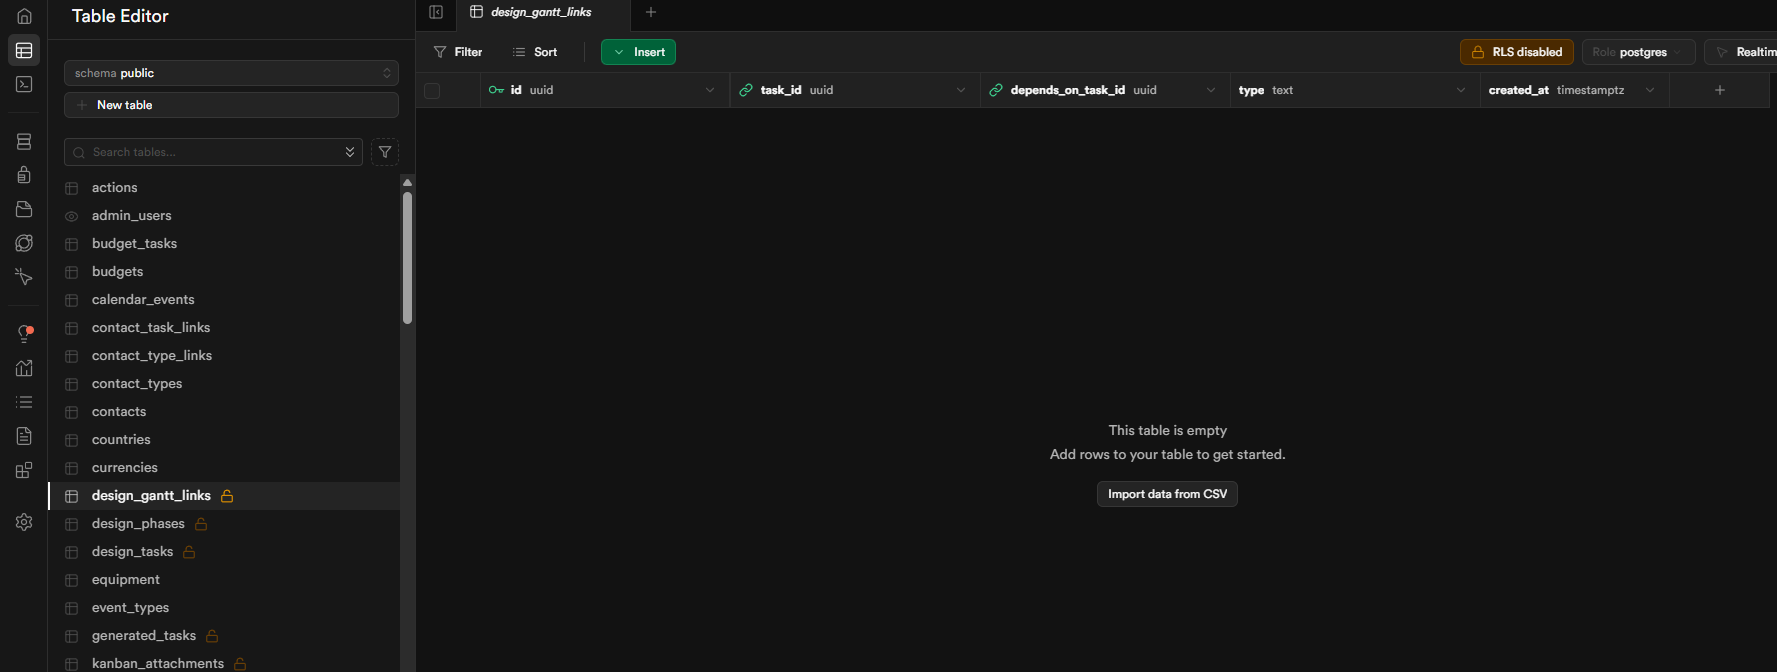 Table Editor
design_gantt_links
schema public
New table
Search tables...
actions
admin_users
budget_tasks
budgets
calendar_events
contact_task_links
contact_type_links
contact_types
contacts
countries
currencies
design_gantt_links
design_phases
design_tasks
equipment
event_types
generated_tasks
kanban_attachments
Filter
Sort
Insert
RLS disabled
Role postgres
Realtim
id uuid
task_id uuid
depends_on_task_id uuid
type text
created_at timestamptz
This table is empty
Add rows to your table to get started.
Import data from CSV